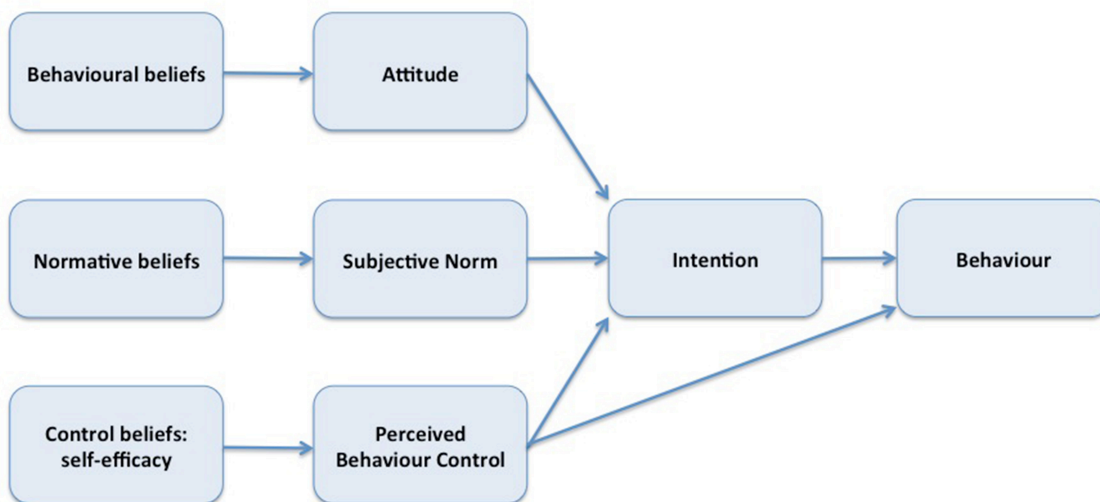 Behavioural beliefs
Attitude
Normative beliefs
Subjective Norm
Intention
Behaviour
Control beliefs:
self-efficacy
Perceived
Behaviour Control